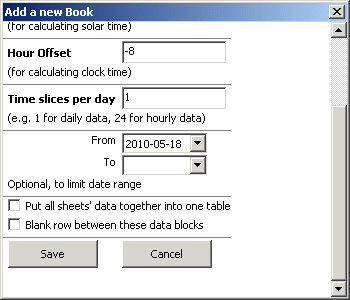 Add a new Book
(for calculating solar time)
Hour Offset -8
(for calculating clock time)
Time slices per day 1
(e.g. 1 for daily data, 24 for hourly data)
From 2010-05-18
To
Optional, to limit date range
Put all sheets' data together into one table
Blank row between these data blocks
Save Cancel